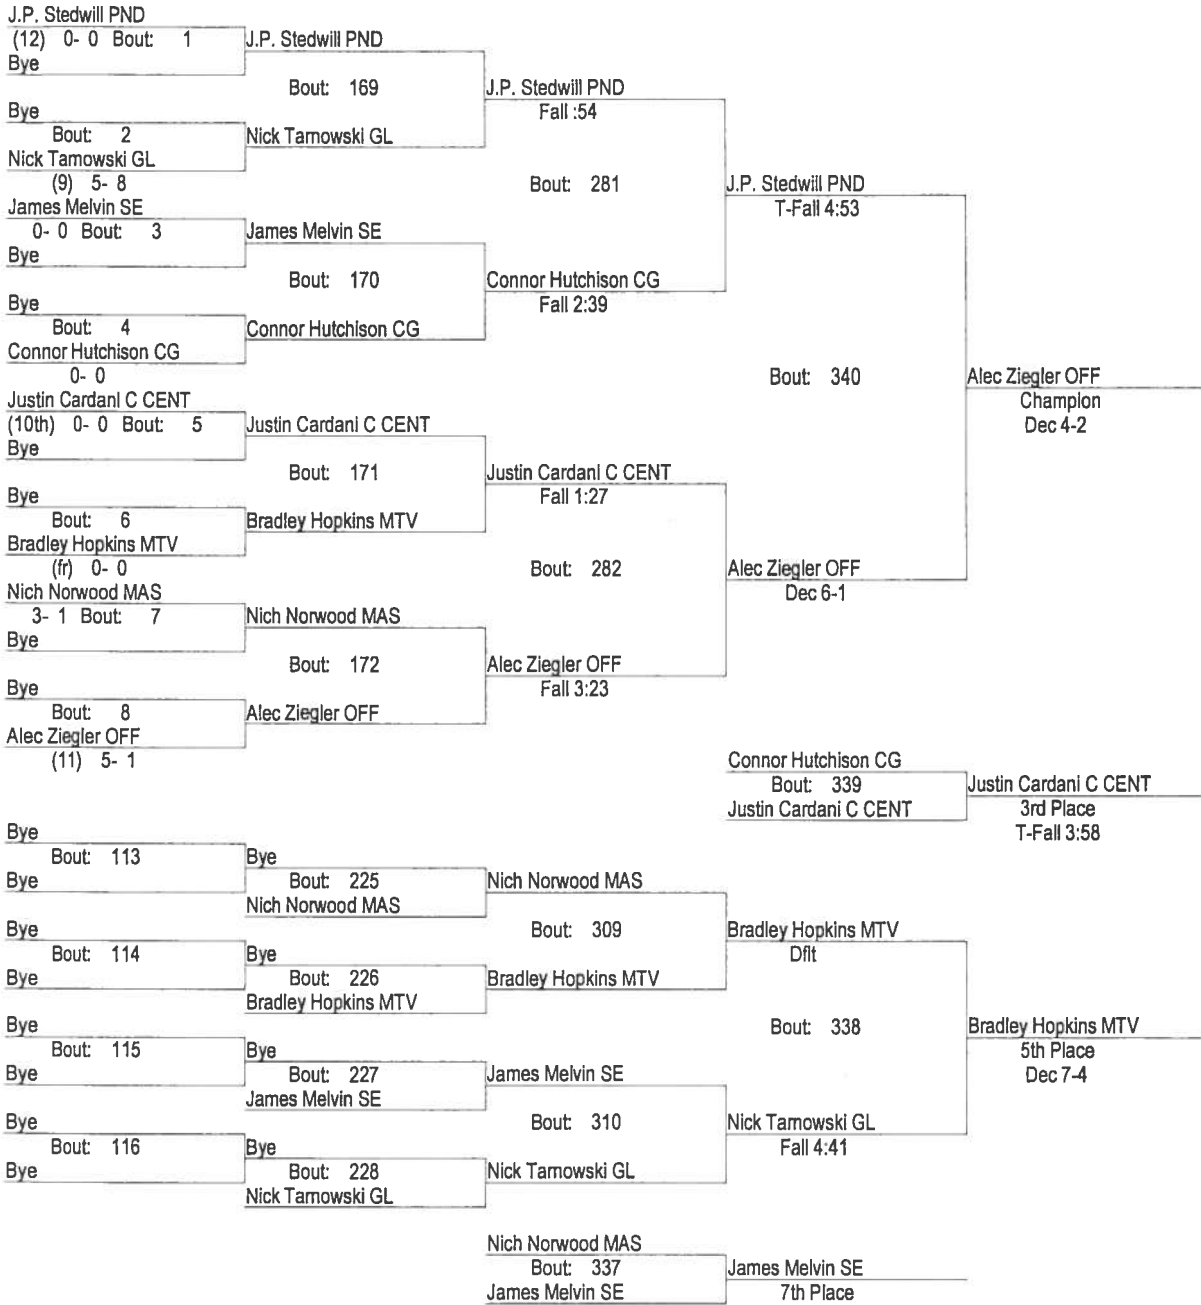 J.P. Stedwill PND
(12) 0- 0 Bout: 1
Bye
J.P. Stedwill PND
Bout: 169
Bye
Bout: 2
Nick Tarnowski GL
(9) 5- 8
Nick Tarnowski GL
J.P. Stedwill PND
Fall :54
Bout: 281
James Melvin SE
0- 0 Bout: 3
Bye
James Melvin SE
Bout: 170
Bye
Bout: 4
Connor Hutchison CG
0- 0
Connor Hutchison CG
Connor Hutchison CG
Fall 2:39
J.P. Stedwill PND
T-Fall 4:53
Bout: 340
Justin Cardani C CENT
(10th) 0- 0 Bout: 5
Bye
Justin Cardani C CENT
Bout: 171
Bye
Bout: 6
Bradley Hopkins MTV
(fr) 0- 0
Bradley Hopkins MTV
Justin Cardani C CENT
Fall 1:27
Bout: 282
Nich Norwood MAS
3- 1 Bout: 7
Bye
Nich Norwood MAS
Bout: 172
Bye
Bout: 8
Alec Ziegler OFF
(11) 5- 1
Alec Ziegler OFF
Alec Ziegler OFF
Fall 3:23
Alec Ziegler OFF
Dec 6-1
Alec Ziegler OFF
Champion
Dec 4-2
Connor Hutchison CG
Bout: 339
Justin Cardani C CENT
Justin Cardani C CENT
3rd Place
T-Fall 3:58
Bye
Bout: 113
Bye
Bye
Bout: 225
Nich Norwood MAS
Nich Norwood MAS
Bout: 309
Bye
Bout: 114
Bye
Bye
Bout: 226
Bradley Hopkins MTV
Bradley Hopkins MTV
Bradley Hopkins MTV
Dflt
Bout: 338
Bye
Bout: 115
Bye
Bye
Bout: 227
James Melvin SE
James Melvin SE
Bout: 310
Bye
Bout: 116
Bye
Bye
Bout: 228
Nick Tarnowski GL
Nick Tarnowski GL
Nick Tarnowski GL
Fall 4:41
Bradley Hopkins MTV
5th Place
Dec 7-4
Nich Norwood MAS
Bout: 337
James Melvin SE
James Melvin SE
7th Place